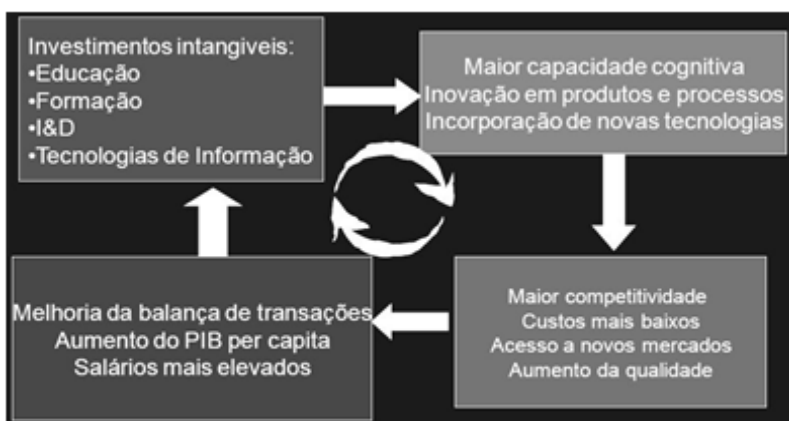 Investimentos intangiveis:
•Educação
•Formação
•I&D
•Tecnologias de Informação
Maior capacidade cognitiva
Inovação em produtos e processos
Incorporação de novas tecnologias
Maior competitividade
Custos mais baixos
Acesso a novos mercados
Aumento da qualidade
Melhoria da balança de transações
Aumento do PIB per capita
Salários mais elevados